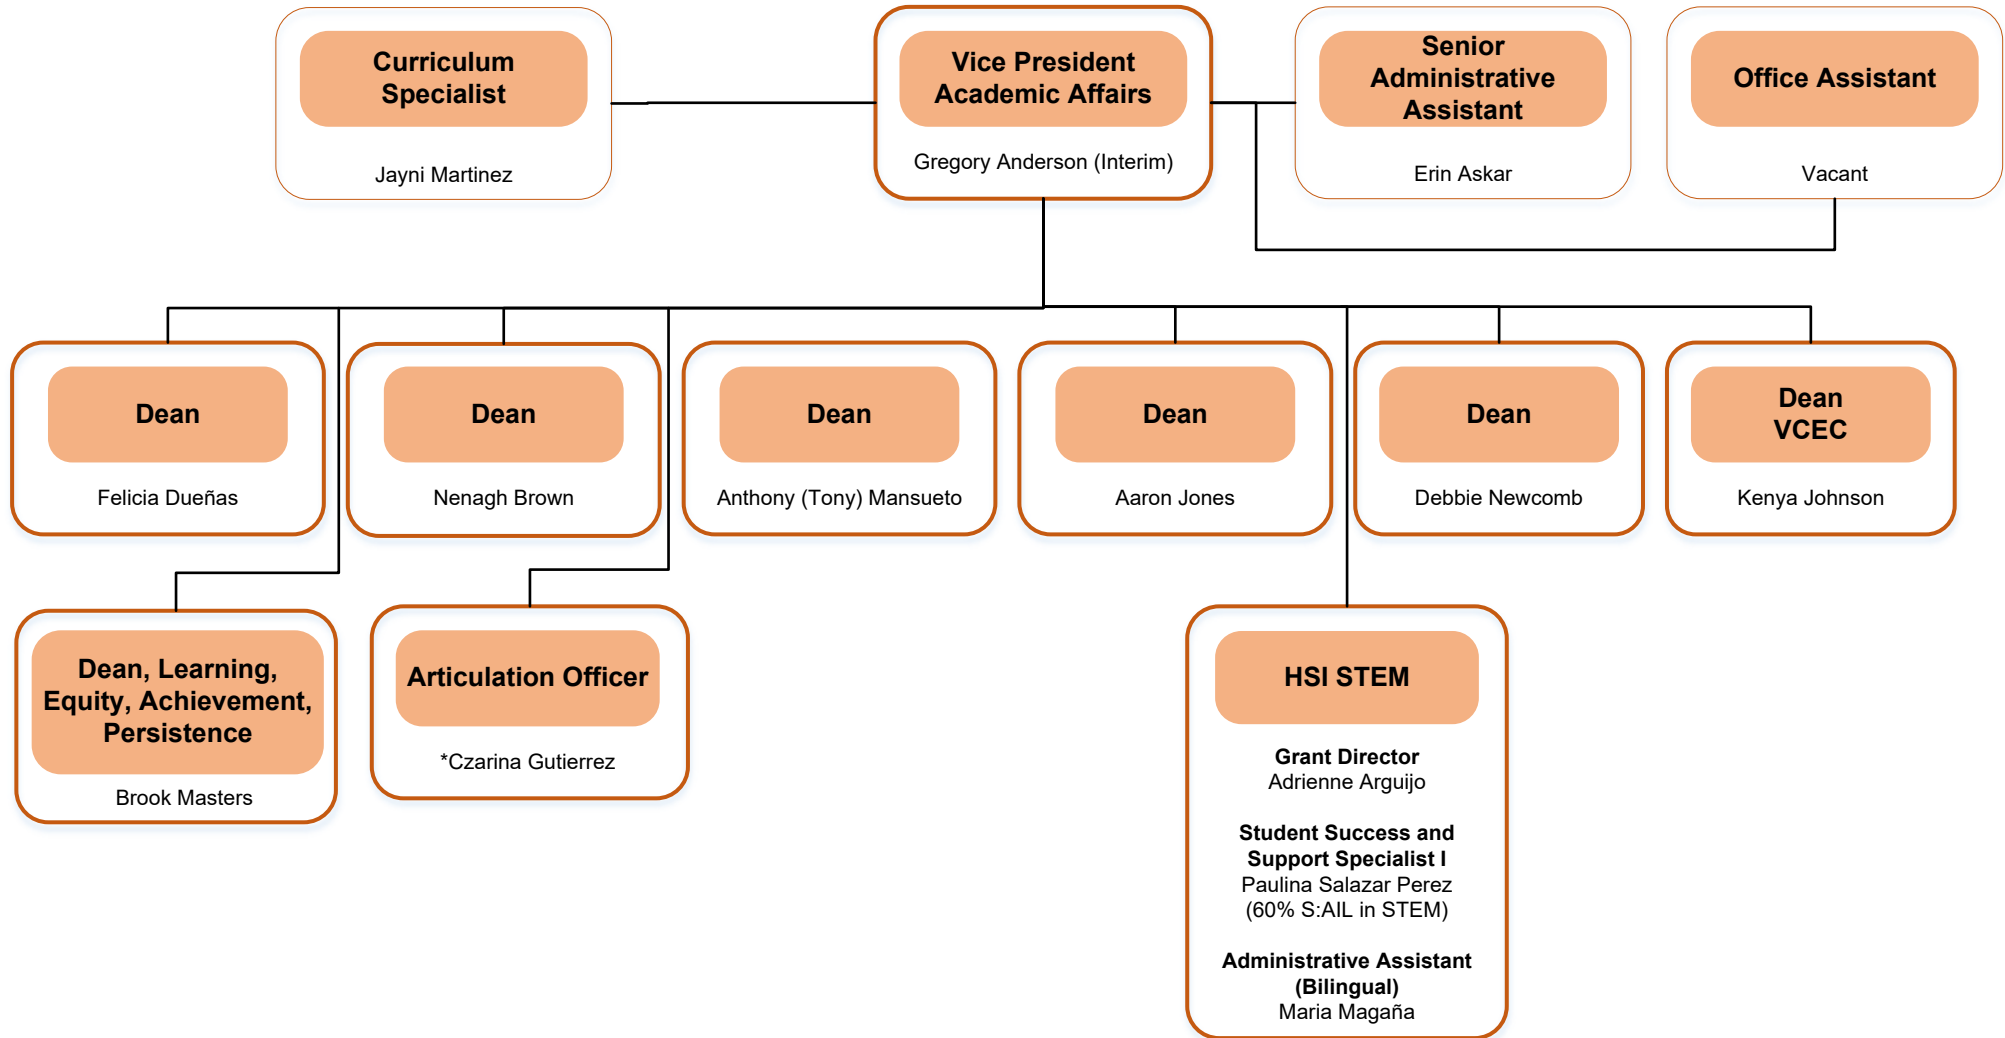 Curriculum
Specialist
Jayni Martinez
Vice President
Academic Affairs
Gregory Anderson (Interim)
Senior
Administrative
Assistant
Erin Askar
Office Assistant
Vacant
Dean
Felicia Dueñas
Dean
Nenagh Brown
Dean
Anthony (Tony) Mansueto
Dean
Aaron Jones
Dean
Debbie Newcomb
Dean
VCEC
Kenya Johnson
Dean, Learning,
Equity, Achievement,
Persistence
Brook Masters
Articulation Officer
*Czarina Gutierrez
HSI STEM
Grant Director
Adrienne Arguijo
Student Success and
Support Specialist I
Paulina Salazar Perez
(60% S:AIL in STEM)
Administrative Assistant
(Bilingual)
Maria Magaña